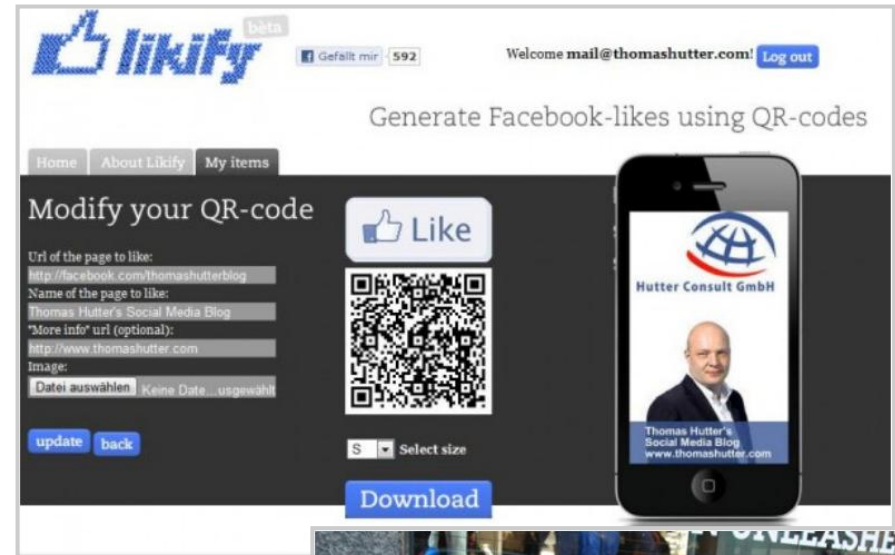 likify
bèta
Gefällt mir 592
Welcome mail@thomashutter.com! Log out
Generate Facebook-likes using QR-codes
Home
About Likify
My items
Modify your QR-code
Url of the page to like:
http://facebook.com/thomashutterblog
Name of the page to like:
Thomas Hutter's Social Media Blog
"More info" url (optional):
http://www.thomashutter.com
Image:
Datei auswählen Keine Date...usgewählt
update back
Like
S Select size
Download
Hutter Consult GmbH
Thomas Hutter's
Social Media Blog
www.thomashutter.com
UNLEASHE